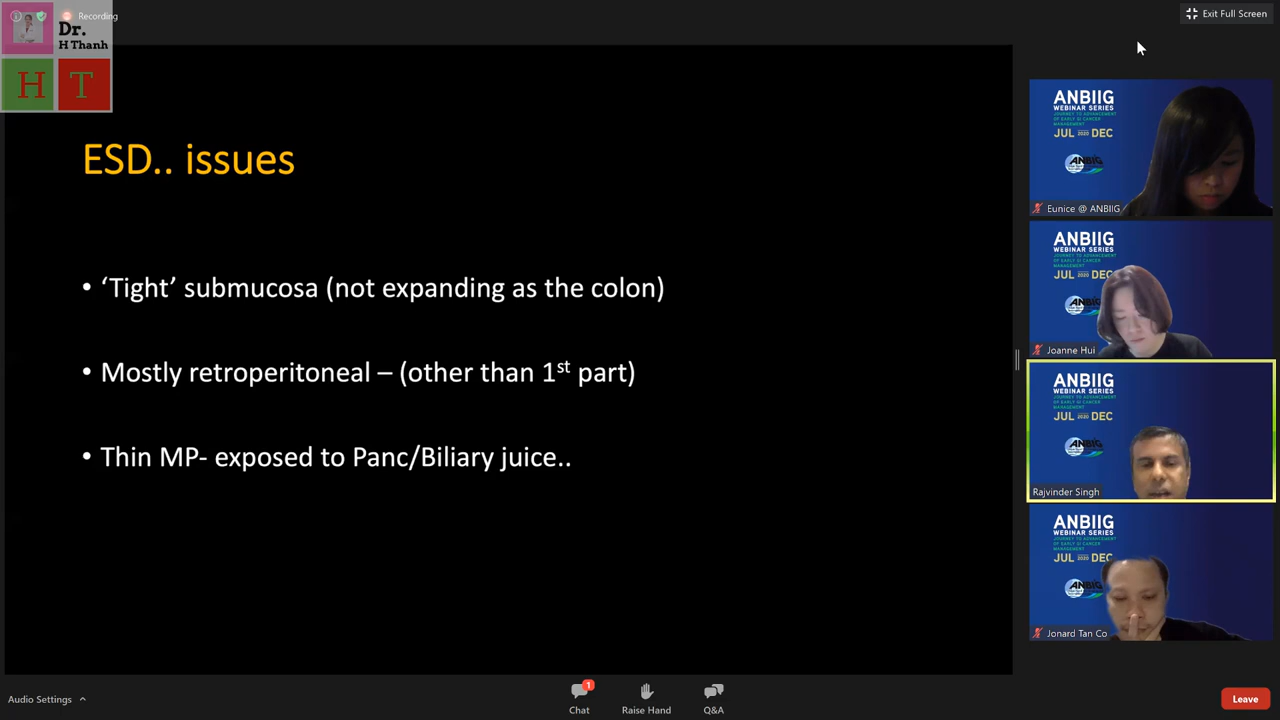 Recording
Dr.
H Thanh
H T
Exit Full Screen
ESD.. issues
• ‘Tight’ submucosa (not expanding as the colon)
• Mostly retroperitoneal – (other than 1st part)
• Thin MP- exposed to Panc/Biliary juice..
ANBIIG
WEBINAR SERIES
JOURNEY TO ADVANCEMENT
OF EARLY GI CANCER
MANAGEMENT
JUL 2020 DEC
ANBIIG
Eunice @ ANBIIG
ANBIIG
WEBINAR SERIES
JOURNEY TO ADVANCEMENT
OF EARLY GI CANCER
MANAGEMENT
JUL 2020 DEC
ANBIIG
Joanne Hui
ANBIIG
WEBINAR SERIES
JOURNEY TO ADVANCEMENT
OF EARLY GI CANCER
MANAGEMENT
JUL 2020 DEC
ANBIIG
Rajvinder Singh
ANBIIG
WEBINAR SERIES
JOURNEY TO ADVANCEMENT
OF EARLY GI CANCER
MANAGEMENT
JUL 2020 DEC
ANBIIG
Jonard Tan Co
Audio Settings
1
Chat
Raise Hand
Q&A
Leave